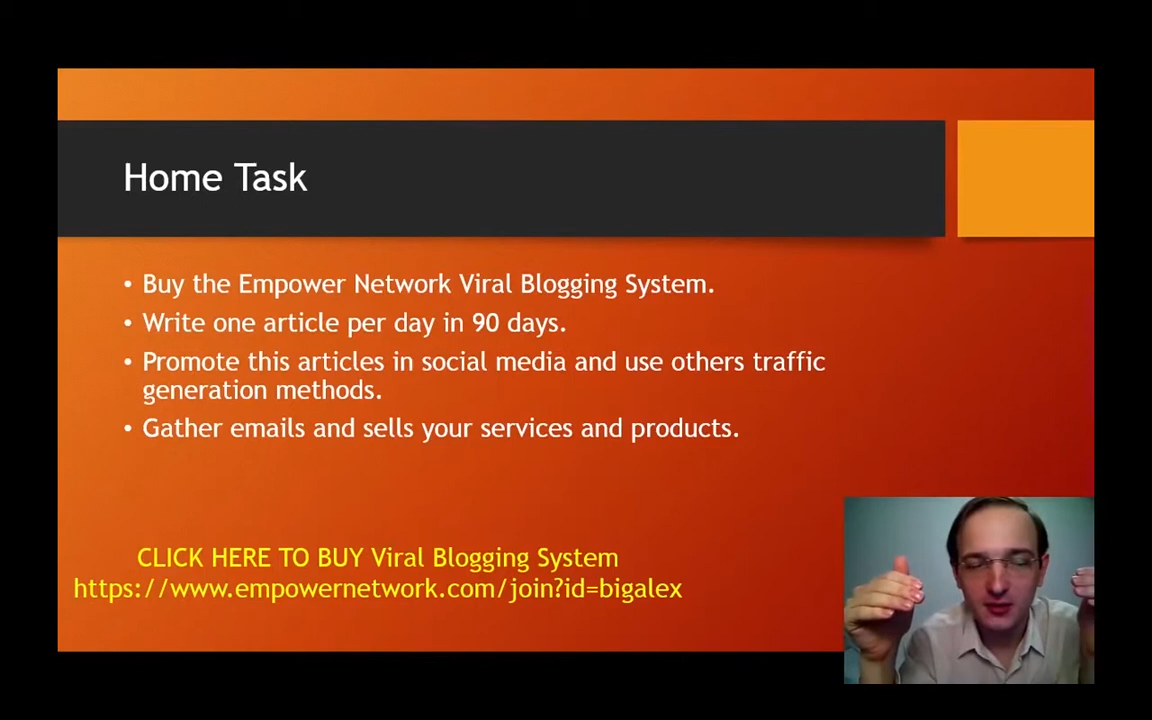 Home Task
• Buy the Empower Network Viral Blogging System.
• Write one article per day in 90 days.
• Promote this articles in social media and use others traffic
generation methods.
• Gather emails and sells your services and products.
CLICK HERE TO BUY Viral Blogging System
https://www.empowernetwork.com/join?id=bigalex